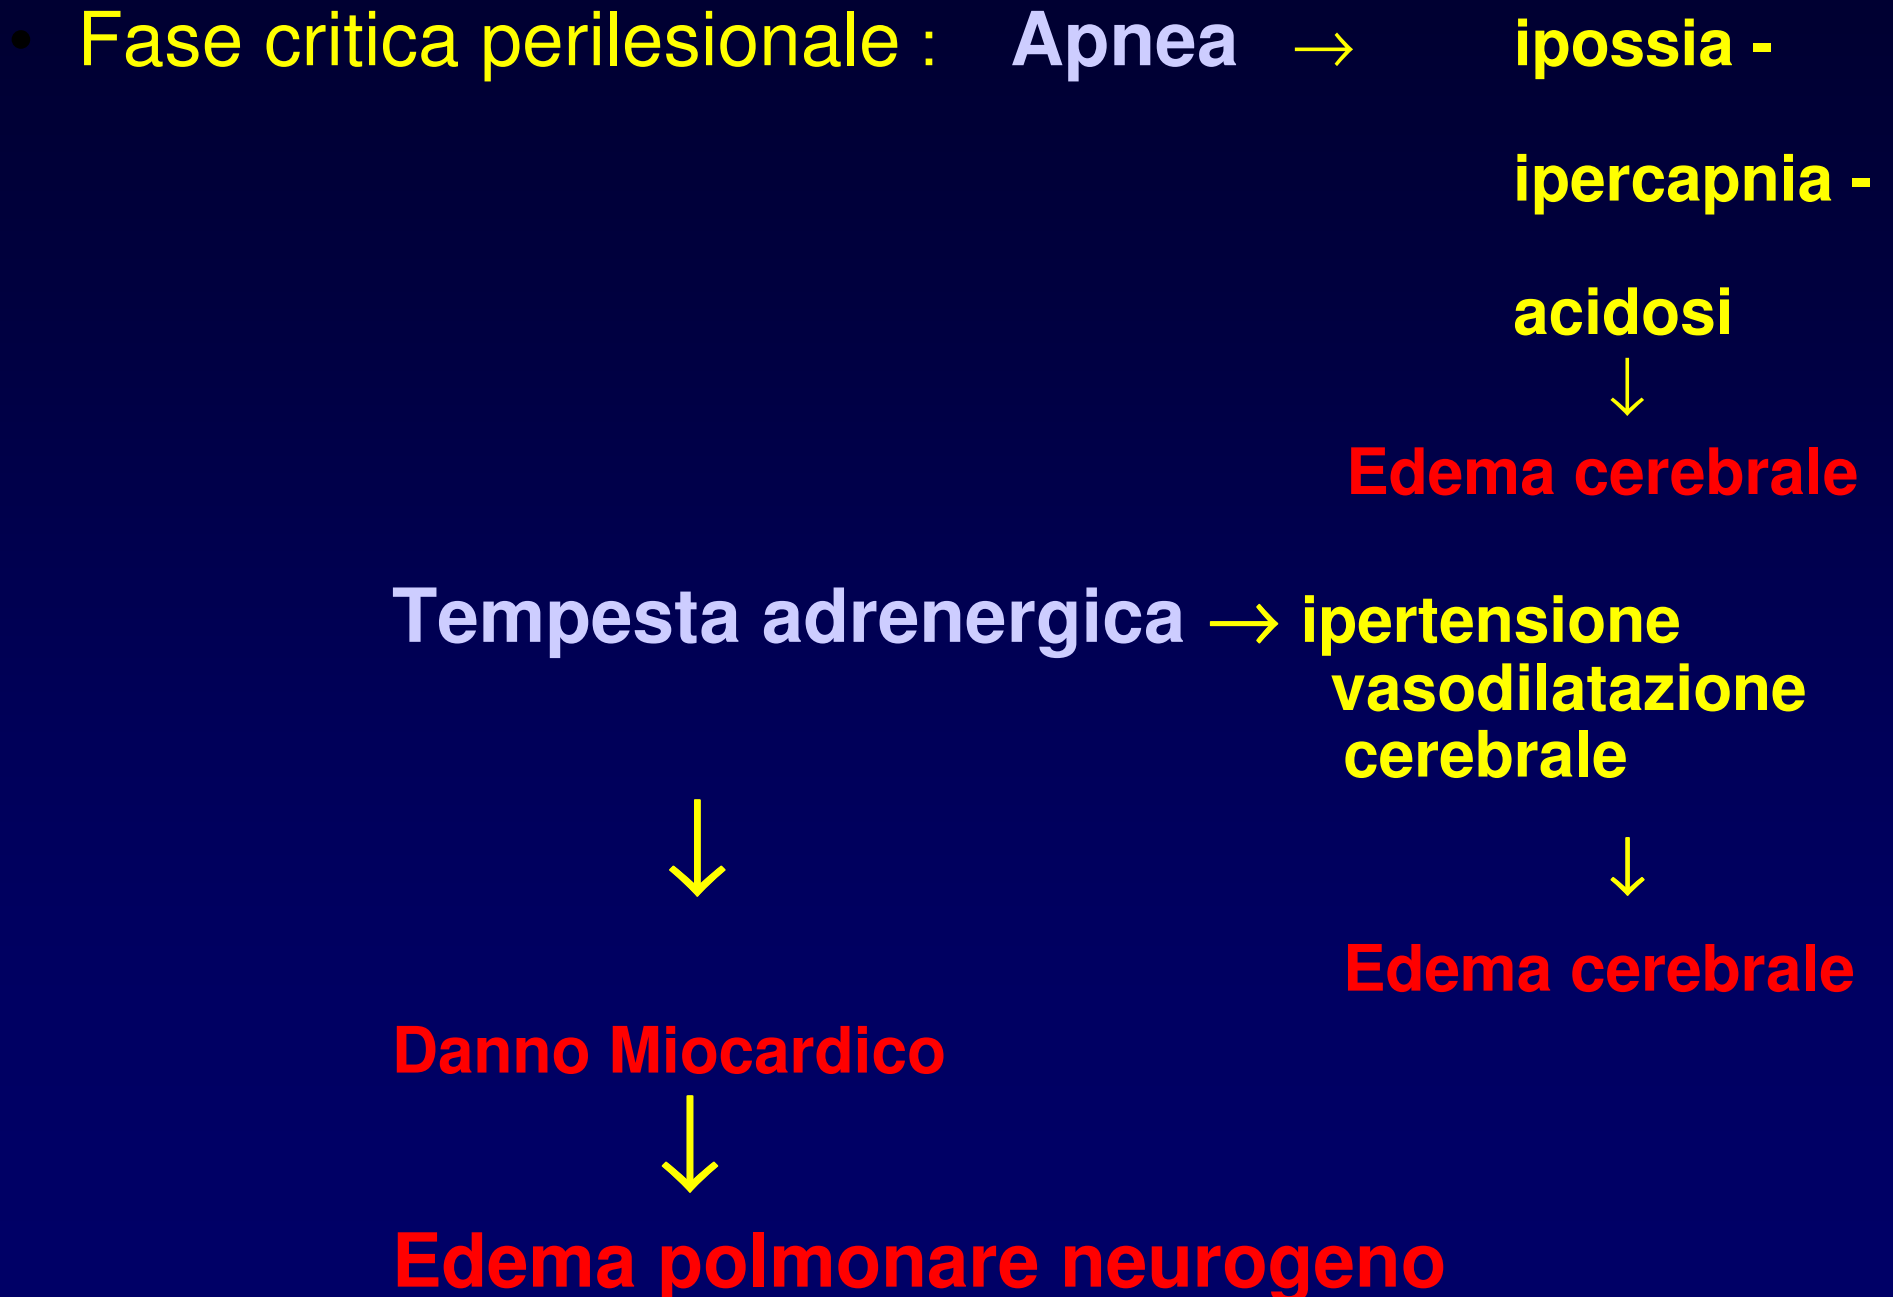 • Fase critica perilesionale : Apnea → ipossia -
ipercapnia -
acidosi
↓
Edema cerebrale
Tempesta adrenergica → ipertensione
vasodilatazione
cerebrale
↓ ↓
Edema cerebrale
Danno Miocardico
↓
Edema polmonare neurogeno